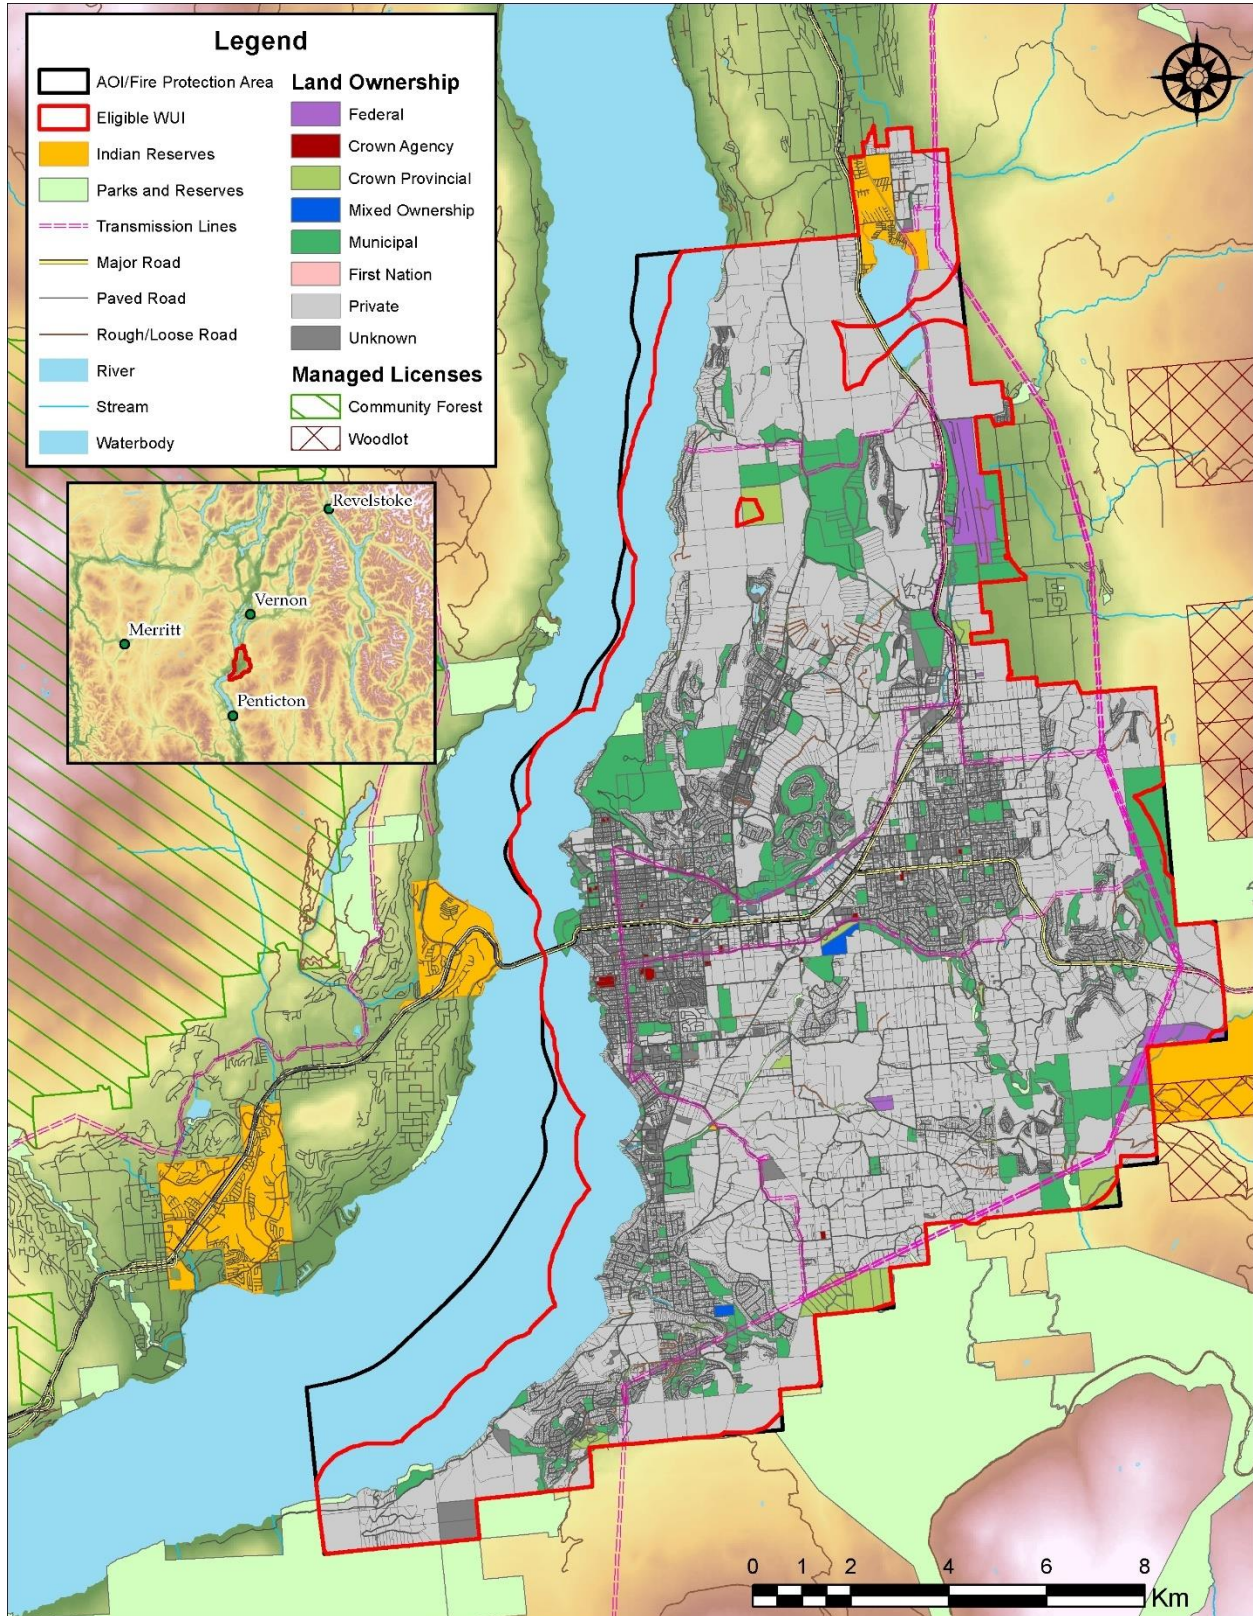 Legend
AOI/Fire Protection Area
Eligible WUI
Indian Reserves
Parks and Reserves
Transmission Lines
Major Road
Paved Road
Rough/Loose Road
River
Stream
Waterbody
Land Ownership
Federal
Crown Agency
Crown Provincial
Mixed Ownership
Municipal
First Nation
Private
Unknown
Managed Licenses
Community Forest
Woodlot
Revelstoke
Vernon
Merritt
Penticton
0 1 2 4 6 8
Km